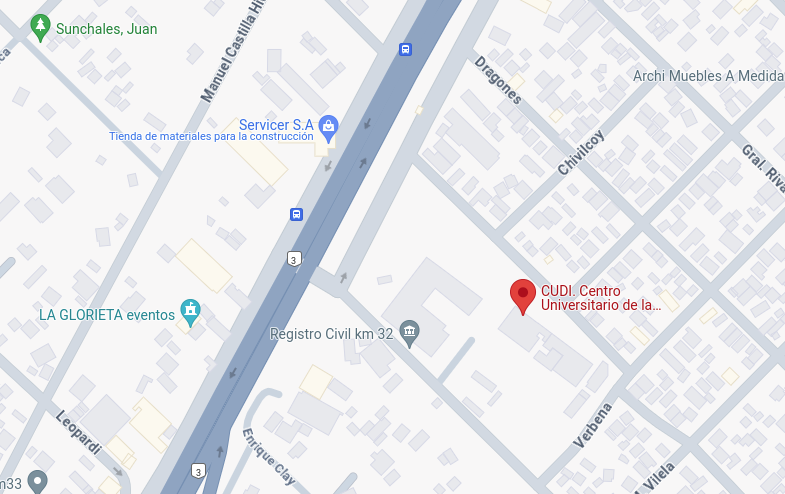 Sunchales, Juan
Manuel Castilla
Dragones
Archi Muebles A Medida
Servicer S.A
Tienda de materiales para la construcción
Chivilcoy
Gral. Riva
3
CUDI. Centro
Universitario de la...
LA GLORIETA eventos
Registro Civil km 32
Leopardi
Verbena
Enrique Clay
3
Vilela
m33